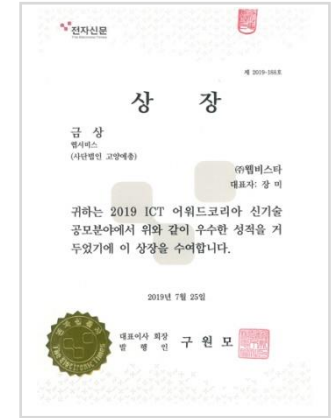 전자신문
제 2019-166호
상 장
금 상
웹서비스
(사단법인 고양예총)
㈜웹비스타
대표자: 장 미
귀하는 2019 ICT 어워드코리아 신기술
공모분야에서 위와 같이 우수한 성적을 거
두었기에 이 상장을 수여합니다.
2019년 7월 25일
대표이사 회장
발 행 인
구 원 모